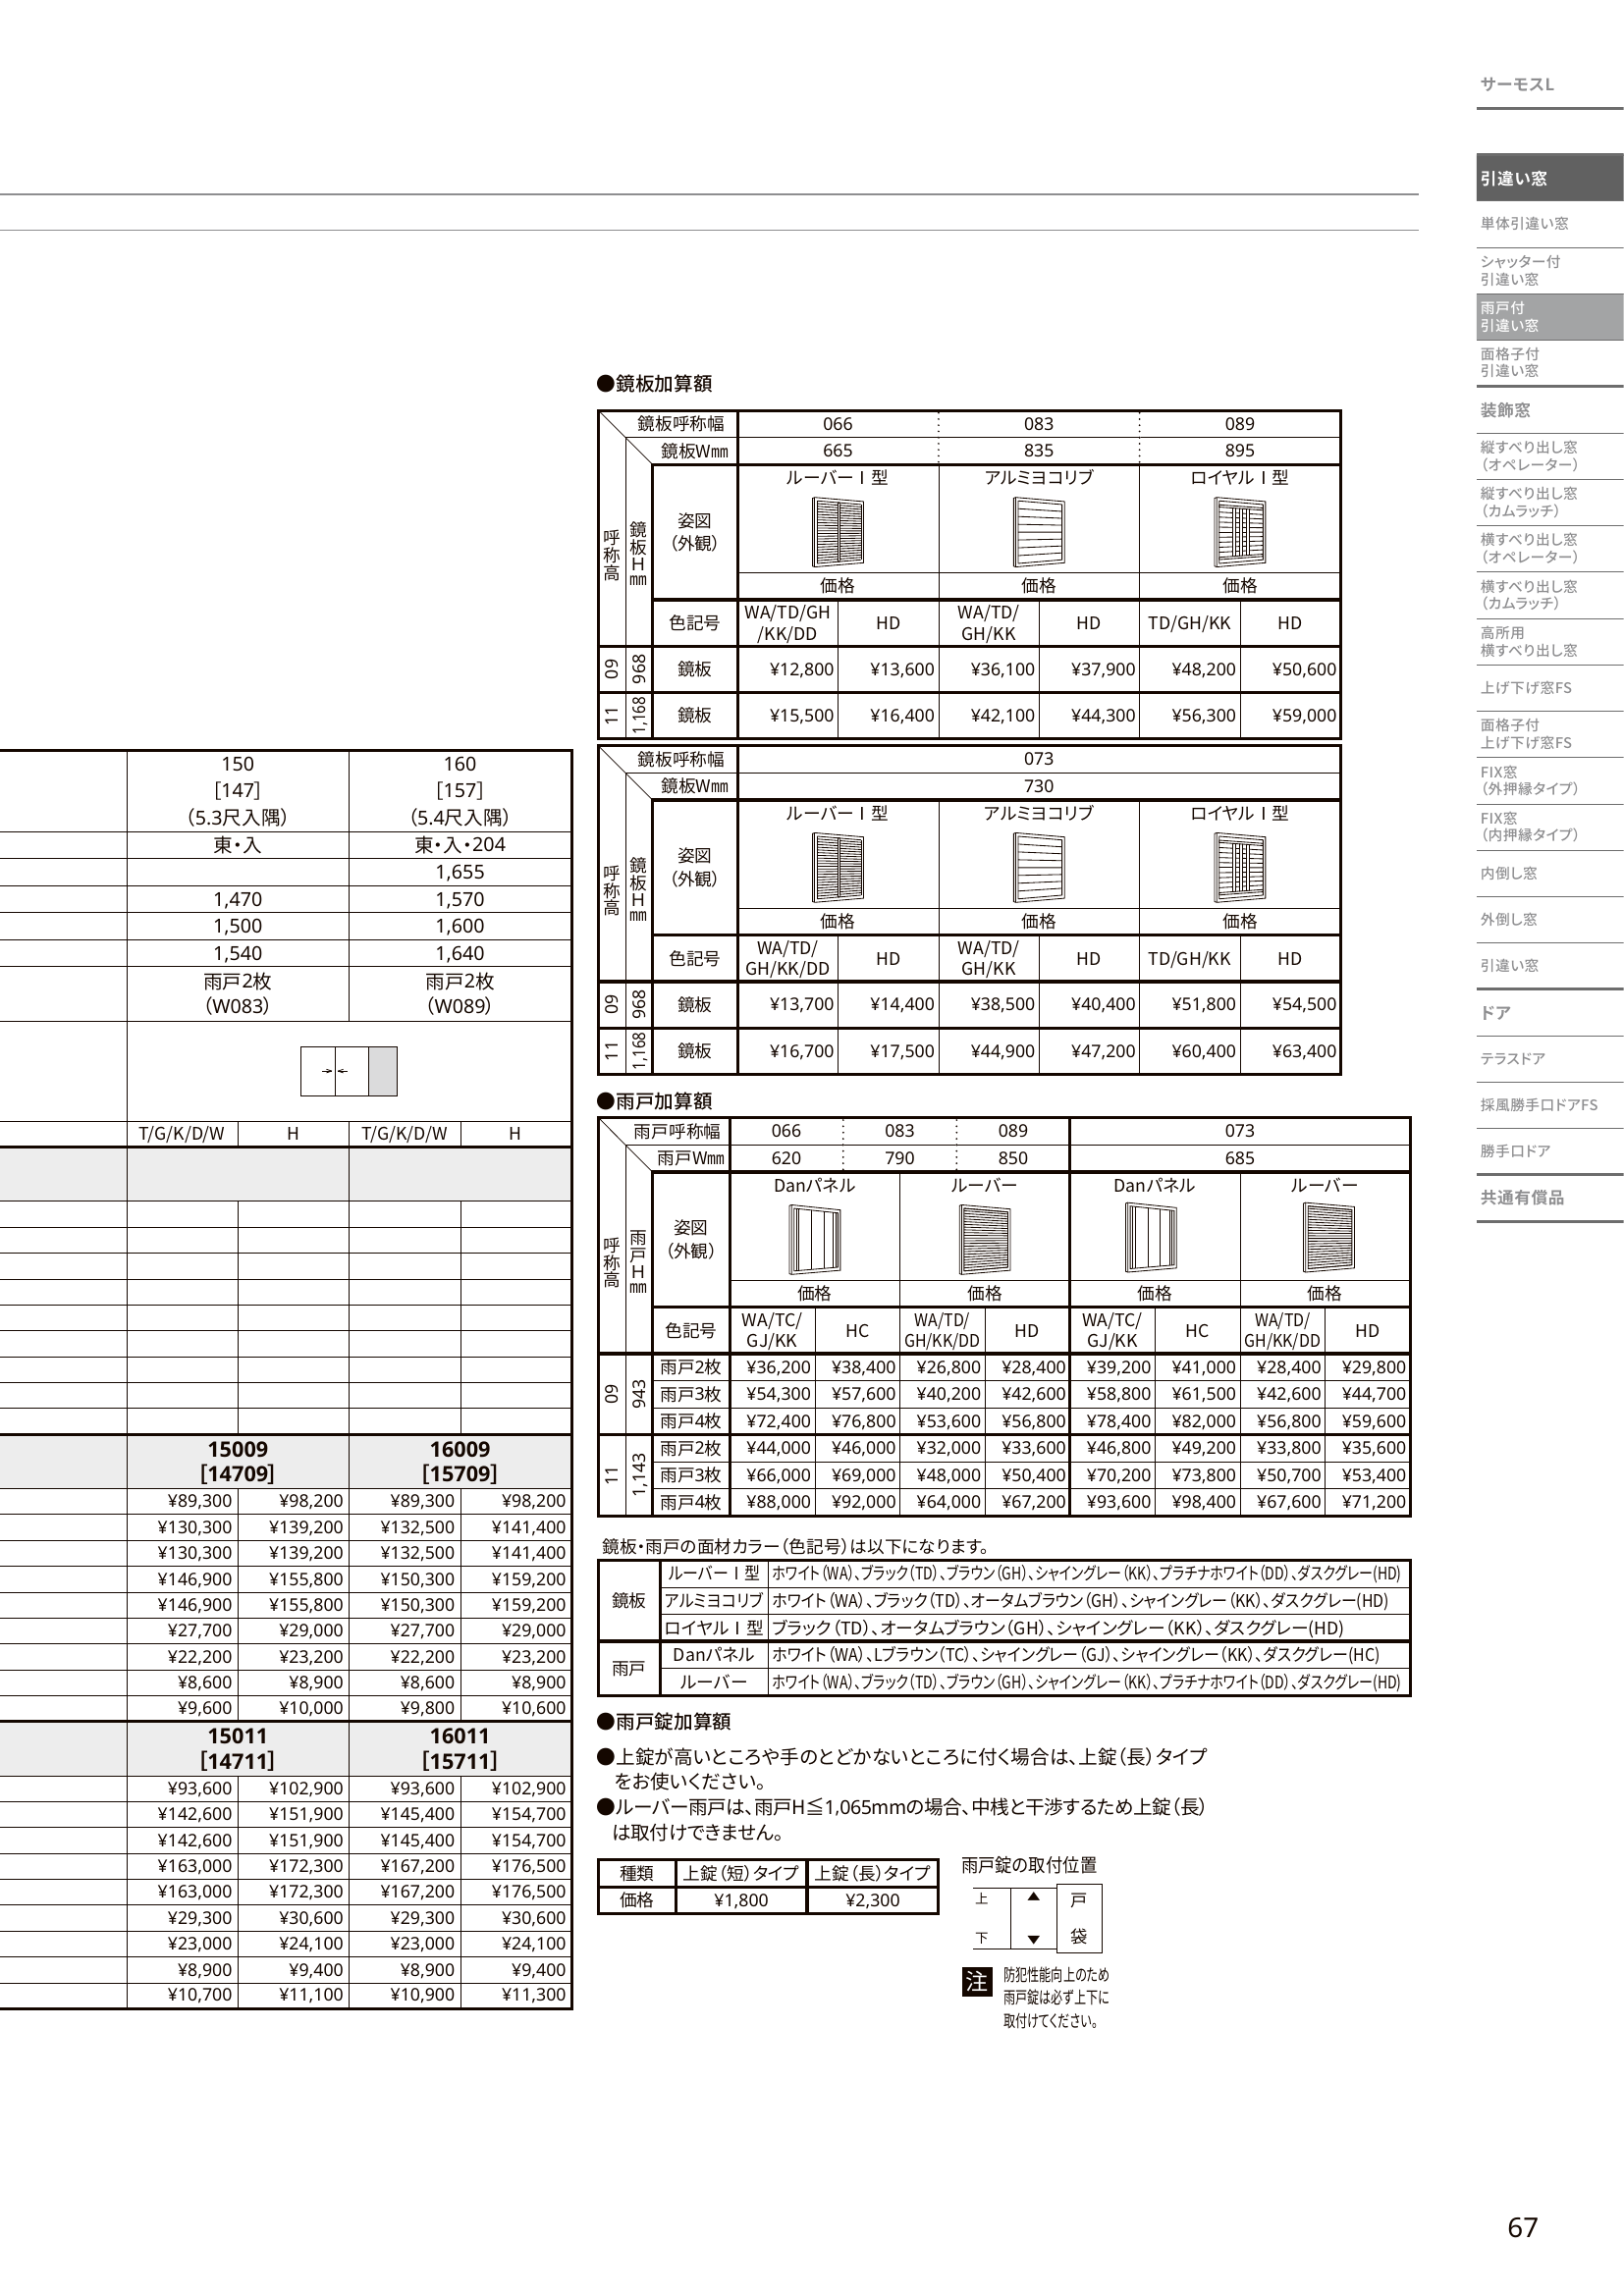 サーモスL
引違い窓
単体引違い窓
シャッター付
引違い窓
雨戸付
引違い窓
面格子付
引違い窓
装飾窓
縦すべり出し窓
（オペレーター）
縦すべり出し窓
（カムラッチ）
横すべり出し窓
（オペレーター）
横すべり出し窓
（カムラッチ）
高所用
横すべり出し窓
上げ下げ窓FS
面格子付
上げ下げ窓FS
FIX窓
（外押縁タイプ）
FIX窓
（内押縁タイプ）
内倒し窓
外倒し窓
引違い窓
ドア
テラスドア
採風勝手口ドアFS
勝手口ドア
共通有償品
150 160
［147］ ［157］
（5.3尺入隅） （5.4尺入隅）
東・入 東・入・204
1,655
1,470 1,570
1,500 1,600
1,540 1,640
雨戸2枚 雨戸2枚
（W083） （W089）
T/G/K/D/W H T/G/K/D/W H
15009 16009
［14709］ ［15709］
¥89,300 ¥98,200 ¥89,300 ¥98,200
¥130,300 ¥139,200 ¥132,500 ¥141,400
¥130,300 ¥139,200 ¥132,500 ¥141,400
¥146,900 ¥155,800 ¥150,300 ¥159,200
¥146,900 ¥155,800 ¥150,300 ¥159,200
¥27,700 ¥29,000 ¥27,700 ¥29,000
¥22,200 ¥23,200 ¥22,200 ¥23,200
¥8,600 ¥8,900 ¥8,600 ¥8,900
¥9,600 ¥10,000 ¥9,800 ¥10,600
15011 16011
［14711］ ［15711］
¥93,600 ¥102,900 ¥93,600 ¥102,900
¥142,600 ¥151,900 ¥145,400 ¥154,700
¥142,600 ¥151,900 ¥145,400 ¥154,700
¥163,000 ¥172,300 ¥167,200 ¥176,500
¥163,000 ¥172,300 ¥167,200 ¥176,500
¥29,300 ¥30,600 ¥29,300 ¥30,600
¥23,000 ¥24,100 ¥23,000 ¥24,100
¥8,900 ¥9,400 ¥8,900 ¥9,400
¥10,700 ¥11,100 ¥10,900 ¥11,300
●鏡板加算額
鏡板呼称幅 066 083 089
鏡板W㎜ 665 835 895
呼称高 鏡板H㎜
姿図
（外観）
ルーバーⅠ型 アルミヨコリブ ロイヤルⅠ型
価格 価格 価格
色記号 WA/TD/GH/KK/DD HD WA/TD/GH/KK HD TD/GH/KK HD
09 968 鏡板 ¥12,800 ¥13,600 ¥36,100 ¥37,900 ¥48,200 ¥50,600
11 1,168 鏡板 ¥15,500 ¥16,400 ¥42,100 ¥44,300 ¥56,300 ¥59,000
鏡板呼称幅 073
鏡板W㎜ 730
呼称高 鏡板H㎜
姿図
（外観）
ルーバーⅠ型 アルミヨコリブ ロイヤルⅠ型
価格 価格 価格
色記号 WA/TD/GH/KK/DD HD WA/TD/GH/KK HD TD/GH/KK HD
09 968 鏡板 ¥13,700 ¥14,400 ¥38,500 ¥40,400 ¥51,800 ¥54,500
11 1,168 鏡板 ¥16,700 ¥17,500 ¥44,900 ¥47,200 ¥60,400 ¥63,400
●雨戸加算額
雨戸呼称幅 066 083 089 073
雨戸W㎜ 620 790 850 685
呼称高 雨戸H㎜
姿図
（外観）
Danパネル ルーバー Danパネル ルーバー
価格 価格 価格 価格
色記号 WA/TC/GJ/KK HC WA/TD/GH/KK/DD HD WA/TC/GJ/KK HC WA/TD/GH/KK/DD HD
09 943
雨戸2枚 ¥36,200 ¥38,400 ¥26,800 ¥28,400 ¥39,200 ¥41,000 ¥28,400 ¥29,800
雨戸3枚 ¥54,300 ¥57,600 ¥40,200 ¥42,600 ¥58,800 ¥61,500 ¥42,600 ¥44,700
雨戸4枚 ¥72,400 ¥76,800 ¥53,600 ¥56,800 ¥78,400 ¥82,000 ¥56,800 ¥59,600
11 1,143
雨戸2枚 ¥44,000 ¥46,000 ¥32,000 ¥33,600 ¥46,800 ¥49,200 ¥33,800 ¥35,600
雨戸3枚 ¥66,000 ¥69,000 ¥48,000 ¥50,400 ¥70,200 ¥73,800 ¥50,700 ¥53,400
雨戸4枚 ¥88,000 ¥92,000 ¥64,000 ¥67,200 ¥93,600 ¥98,400 ¥67,600 ¥71,200
鏡板・雨戸の面材カラー（色記号）は以下になります。
鏡板
ルーバーⅠ型 ホワイト（WA）、ブラック（TD）、ブラウン（GH）、シャイングレー（KK）、プラチナホワイト（DD）、ダスクグレー(HD)
アルミヨコリブ ホワイト（WA）、ブラック（TD）、オータムブラウン（GH）、シャイングレー（KK）、ダスクグレー(HD)
ロイヤルⅠ型 ブラック（TD）、オータムブラウン（GH）、シャイングレー（KK）、ダスクグレー(HD)
雨戸
Danパネル ホワイト（WA）、Lブラウン（TC）、シャイングレー（GJ）、シャイングレー（KK）、ダスクグレー(HC)
ルーバー ホワイト（WA）、ブラック（TD）、ブラウン（GH）、シャイングレー（KK）、プラチナホワイト（DD）、ダスクグレー(HD)
●雨戸錠加算額
●上錠が高いところや手のとどかないところに付く場合は、上錠（長）タイプ
をお使いください。
●ルーバー雨戸は、雨戸H≦1,065mmの場合、中桟と干渉するため上錠（長）
は取付けできません。
種類 上錠（短）タイプ 上錠（長）タイプ
価格 ¥1,800 ¥2,300
雨戸錠の取付位置
上 ▲ 戸
下 ▼ 袋
注 防犯性能向上のため
雨戸錠は必ず上下に
取付けてください。
67